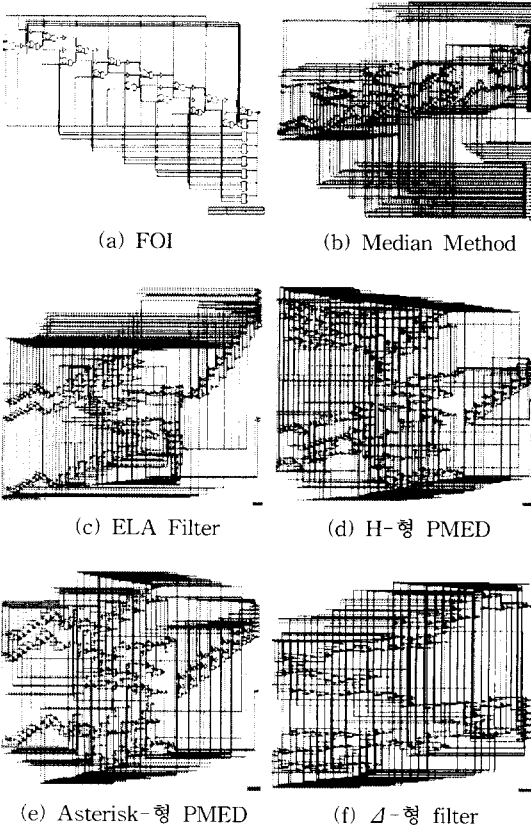 (a) FOI
(b) Median Method
(c) ELA Filter
(d) H-형 PMED
(e) Asterisk-형 PMED
(f) Δ-형 filter